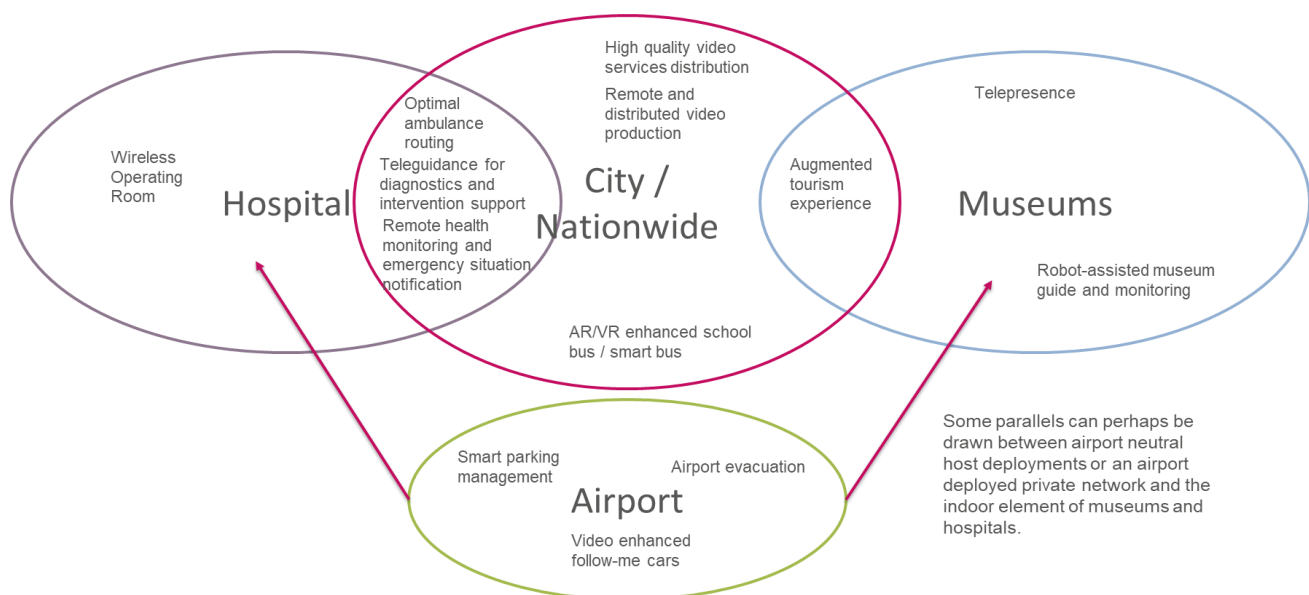 High quality video
services distribution
Remote and
distributed video
production
Telepresence
Optimal
ambulance
routing
Wireless
Operating
Room
Hospital
Teleguidance for
diagnostics and
intervention support
Remote health
monitoring and
emergency situation
notification
City /
Nationwide
Augmented
tourism
experience
Museums
Robot-assisted museum
guide and monitoring
AR/VR enhanced school
bus / smart bus
Smart parking
management
Airport evacuation
Airport
Video enhanced
follow-me cars
Some parallels can perhaps be
drawn between airport neutral
host deployments or an airport
deployed private network and the
indoor element of museums and
hospitals.